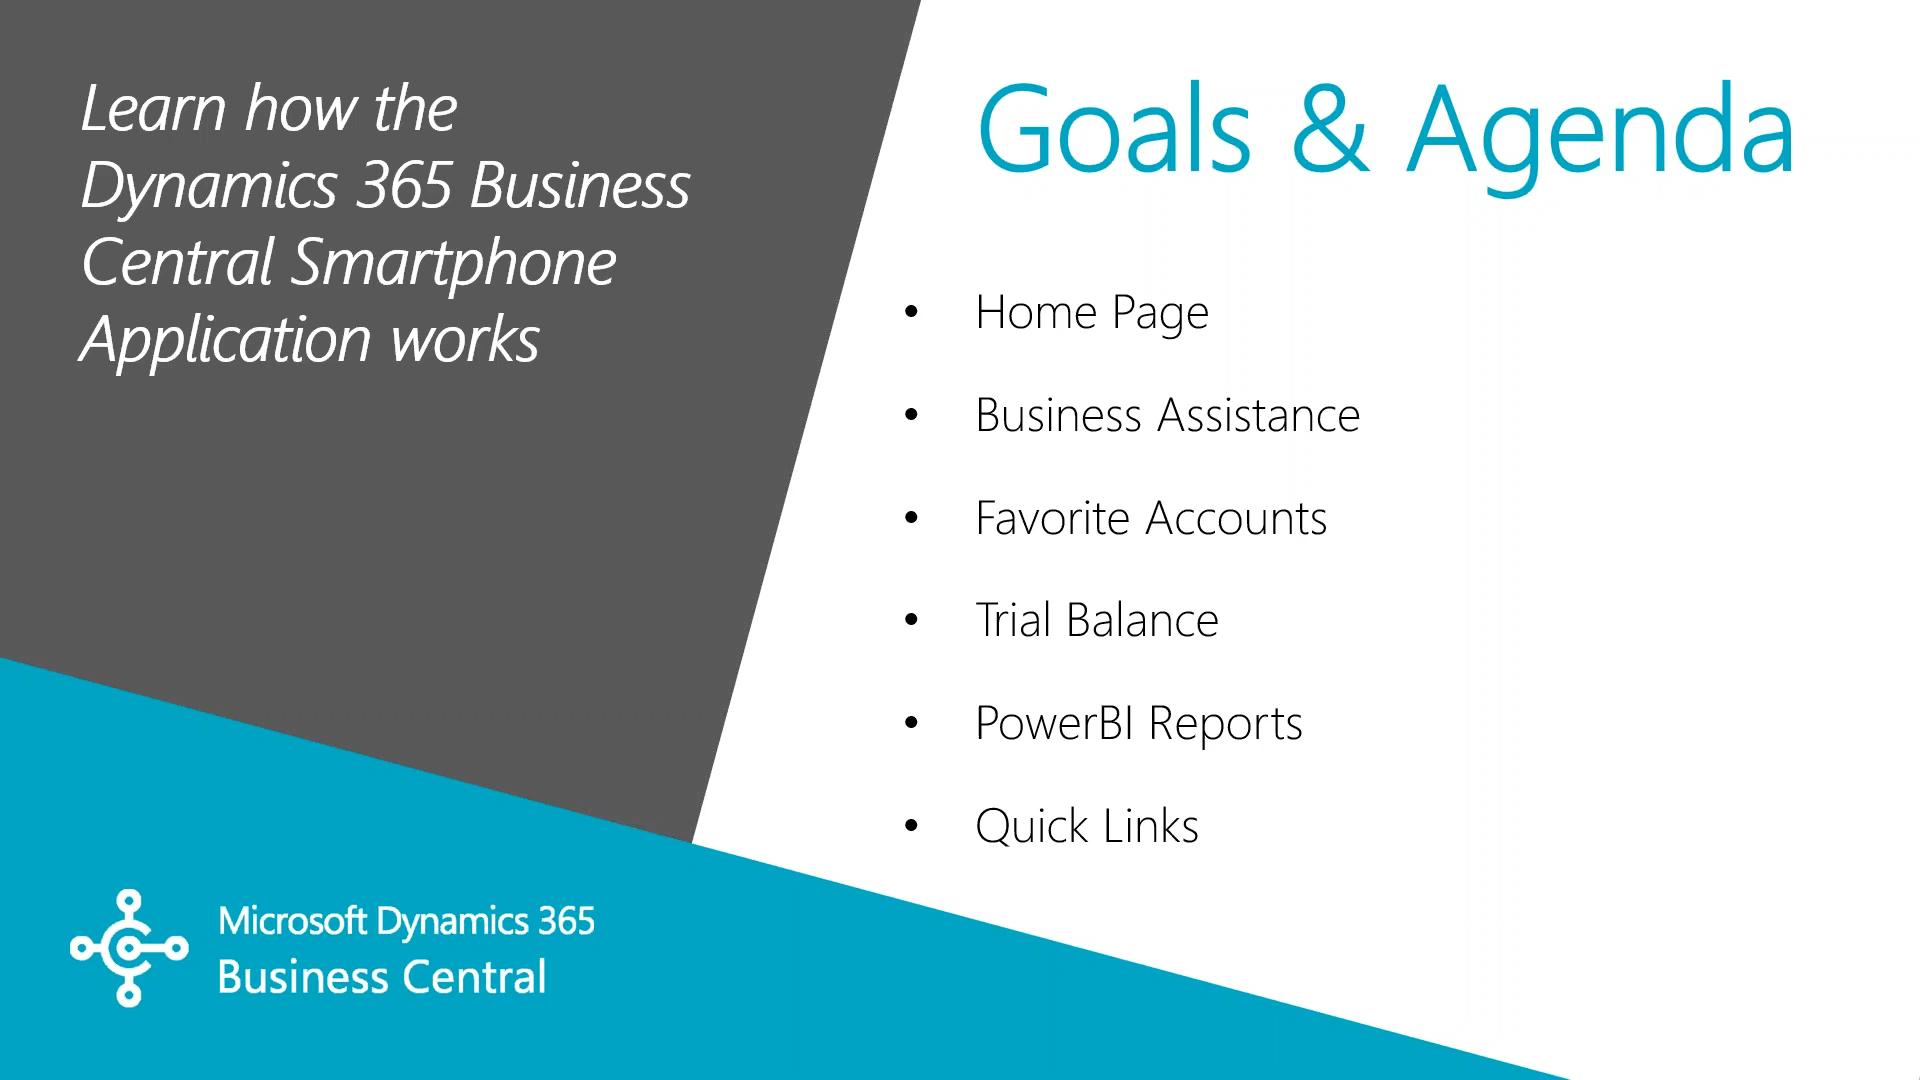 Learn how the
Dynamics 365 Business
Central Smartphone
Application works
Goals & Agenda
• Home Page
• Business Assistance
• Favorite Accounts
• Trial Balance
• PowerBI Reports
• Quick Links
Microsoft Dynamics 365
Business Central